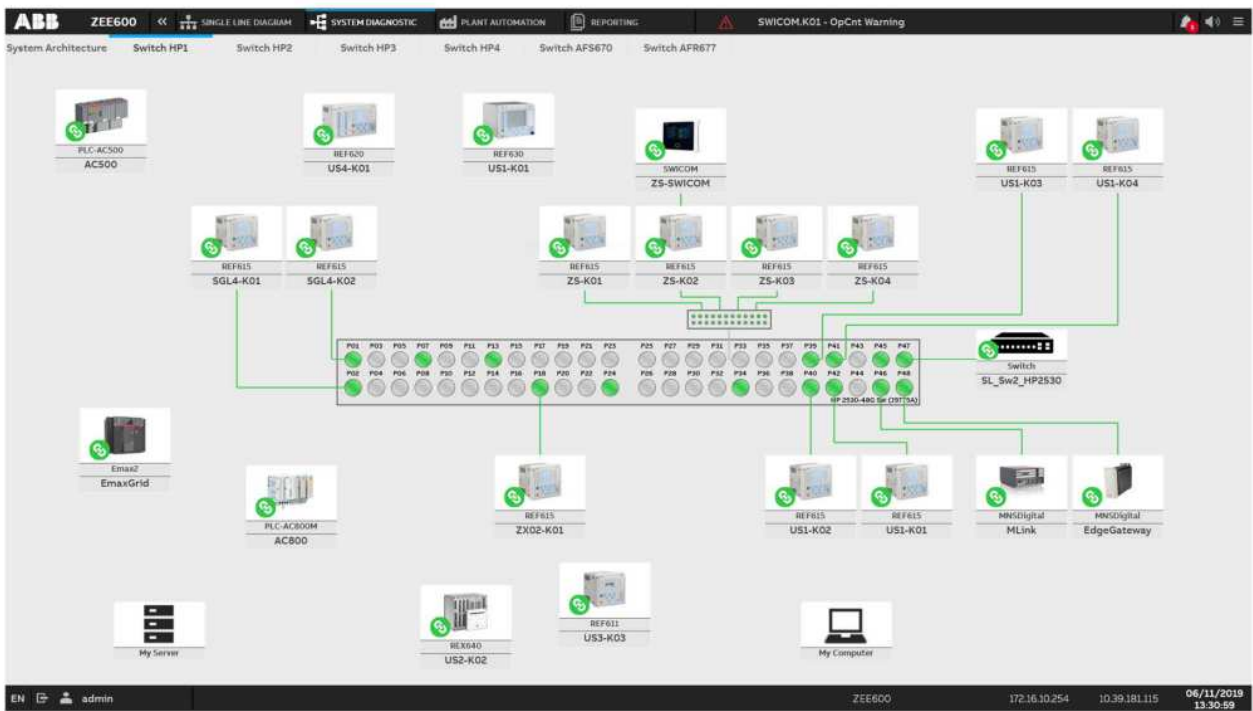 ABB ZEE600 « SINGLE LINE DIAGRAM SYSTEM DIAGNOSTIC PLANT AUTOMATION REPORTING SWICOM.K01 - OpCnt Warning
System Architecture Switch HP1 Switch HP2 Switch HP3 Switch HP4 Switch AFS670 Switch AFR677
PLC-AC500
AC500
REF620
US4-K01
REF630
US1-K01
SWICOM
ZS-SWICOM
REF615
US1-K03
REF615
US1-K04
REF615
SGL4-K01
REF615
SGL4-K02
REF615
ZS-K01
REF615
ZS-K02
REF615
ZS-K03
REF615
ZS-K04
P01 P03 P05 P07 P09 P11 P13 P15 P17 P19 P21 P23 P25 P27 P29 P31 P33 P35 P37 P39 P41 P43 P45 P47
P02 P04 P06 P08 P10 P12 P14 P16 P18 P20 P22 P24 P26 P28 P30 P32 P34 P36 P38 P40 P42 P44 P46 P48
HP 2530-48G Sw (J9775A)
Switch
SL_Sw2_HP2530
Emax2
EmaxGrid
PLC-AC800M
AC800
REF615
ZX02-K01
REF615
US1-K02
REF615
US1-K01
MNSDigital
MLink
MNSDigital
EdgeGateway
My Server
REX640
US2-K02
REF611
US3-K03
My Computer
EN admin ZEE600 172.16.10.254 10.39.181.115 06/11/2019
13:30:59